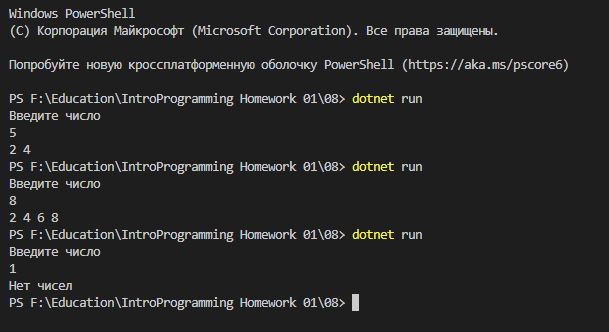 Windows PowerShell
(C) Корпорация Майкрософт (Microsoft Corporation). Все права защищены.
Попробуйте новую кроссплатформенную оболочку PowerShell (https://aka.ms/pscore6)
PS F:\Education\IntroProgramming Homework 01\08> dotnet run
Введите число
5
2 4
PS F:\Education\IntroProgramming Homework 01\08> dotnet run
Введите число
8
2 4 6 8
PS F:\Education\IntroProgramming Homework 01\08> dotnet run
Введите число
1
Нет чисел
PS F:\Education\IntroProgramming Homework 01\08>